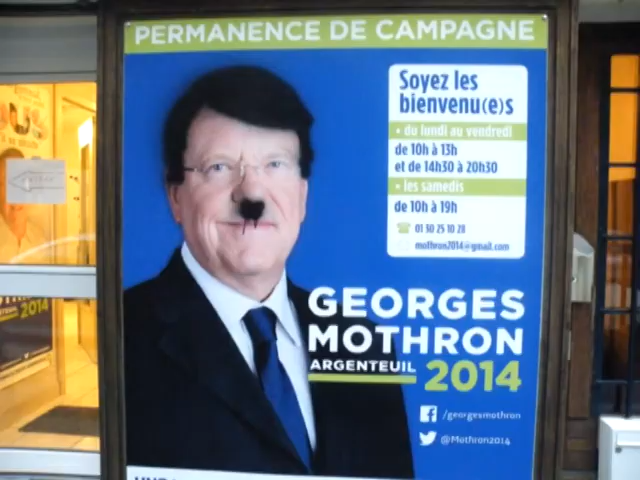 PERMANENCE DE CAMPAGNE
Soyez les
bienvenu(e)s
• du lundi au vendredi
de 10h à 13h
et de 14h30 à 20h30
• les samedis
de 10h à 19h
01 30 25 10 28
mothron2014@gmail.com
GEORGES
MOTHRON
ARGENTEUIL
2014
/georgesmothron
@Mothron2014
2014